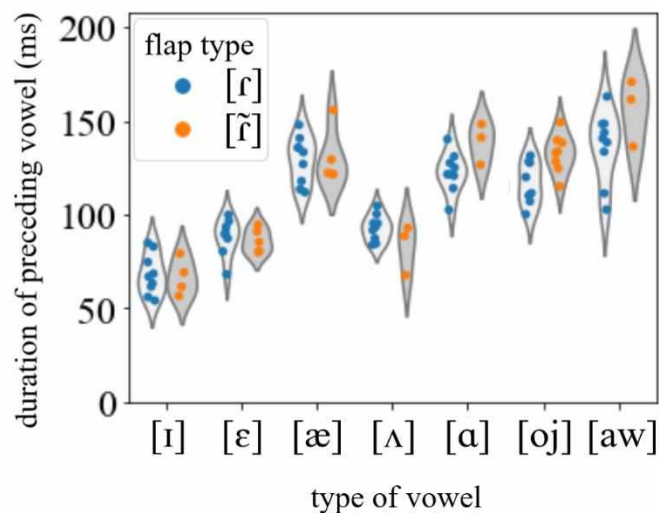 duration of preceding vowel (ms)
200
150
100
50
0
flap type
[ɾ]
[ɾ̃]
[ɪ] [ɛ] [æ] [ʌ] [ɑ] [oj] [aw]
type of vowel